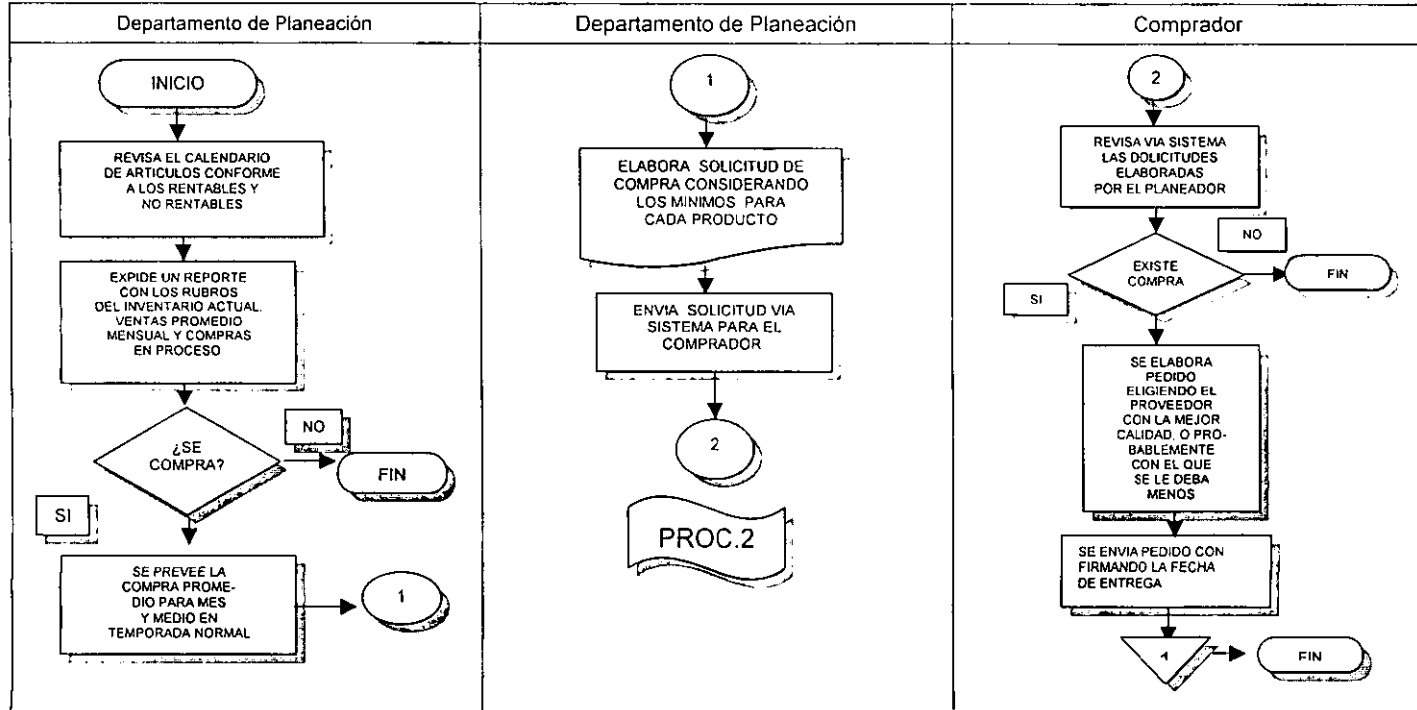 Departamento de Planeación
INICIO
REVISA EL CALENDARIO
DE ARTICULOS CONFORME
A LOS RENTABLES Y
NO RENTABLES
EXPIDE UN REPORTE
CON LOS RUBROS
DEL INVENTARIO ACTUAL.
VENTAS PROMEDIO
MENSUAL Y COMPRAS
EN PROCESO
¿SE
COMPRA?
NO
FIN
SI
SE PREVEE LA
COMPRA PROME-
DIO PARA MES
Y MEDIO EN
TEMPORADA NORMAL
1
Departamento de Planeación
1
ELABORA SOLICITUD DE
COMPRA CONSIDERANDO
LOS MINIMOS PARA
CADA PRODUCTO
ENVIA SOLICITUD VIA
SISTEMA PARA EL
COMPRADOR
2
PROC.2
Comprador
2
REVISA VIA SISTEMA
LAS DOLICITUDES
ELABORADAS
POR EL PLANEADOR
NO
EXISTE
COMPRA
FIN
SI
SE ELABORA
PEDIDO
ELIGIENDO EL
PROVEEDOR
CON LA MEJOR
CALIDAD, O PRO-
BABLEMENTE
CON EL QUE
SE LE DEBA
MENOS
SE ENVIA PEDIDO CON
FIRMANDO LA FECHA
DE ENTREGA
1
FIN